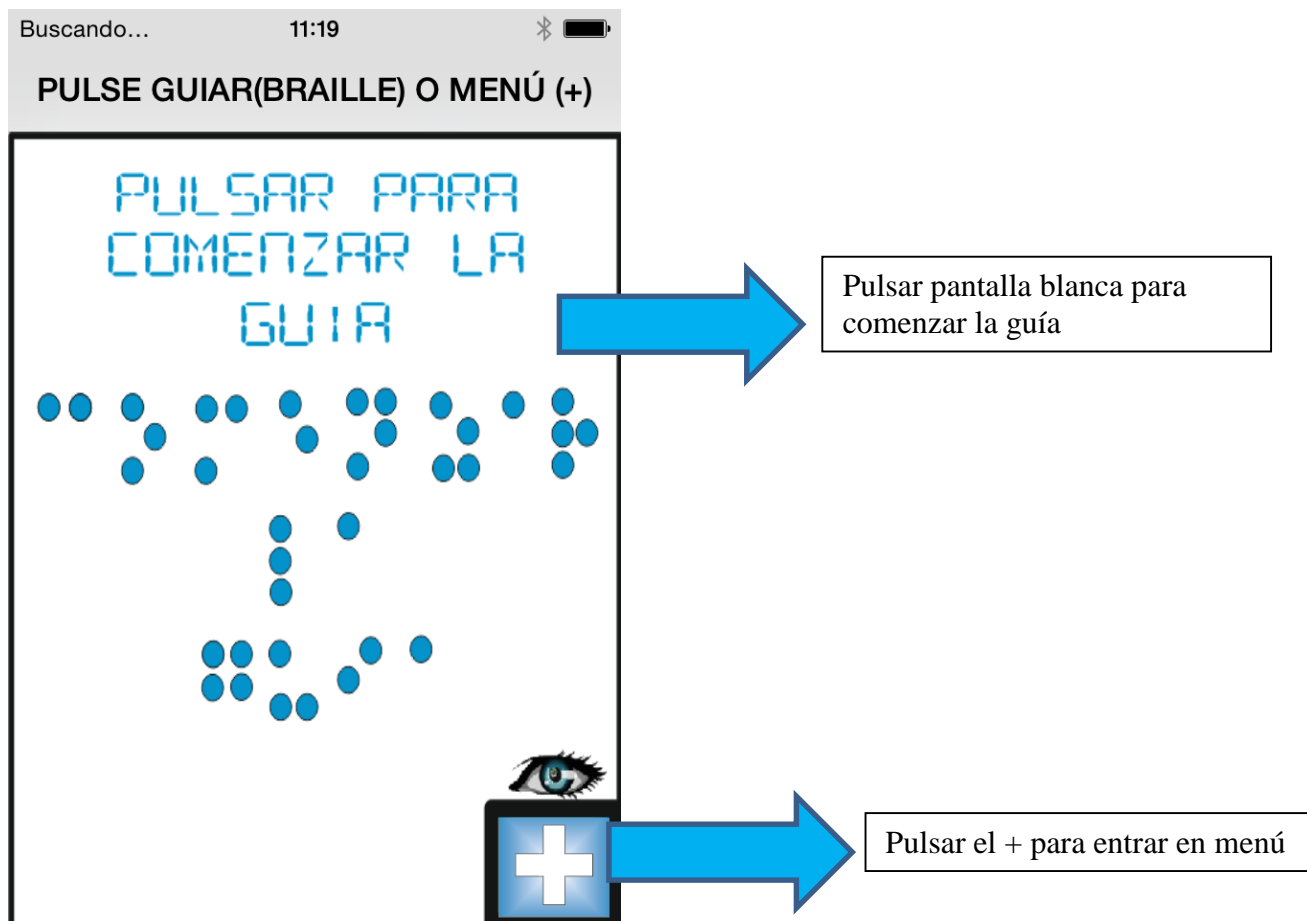 Buscando... 11:19
PULSE GUIAR(BRAILLE) O MENÚ (+)
PULSAR PARA
COMENZAR LA
GUIA
⠉⠕⠍⠑⠝⠵⠁⠗
⠇⠁
⠛⠥⠊⠁
Pulsar pantalla blanca para
comenzar la guía
Pulsar el + para entrar en menú